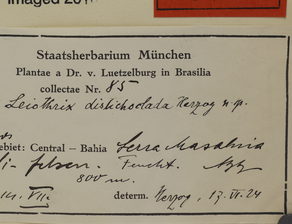 Imaged 20
Staatsherbarium München
Plantae a Dr. v. Luetzelburg in Brasilia
collectae Nr. 85
Leiothrix distichoclada Herzog n. sp.
ebiet: Central – Bahia Serra
felsen. Feucht.
800 m.
VII. determ. Herzog, 13. VI. 24